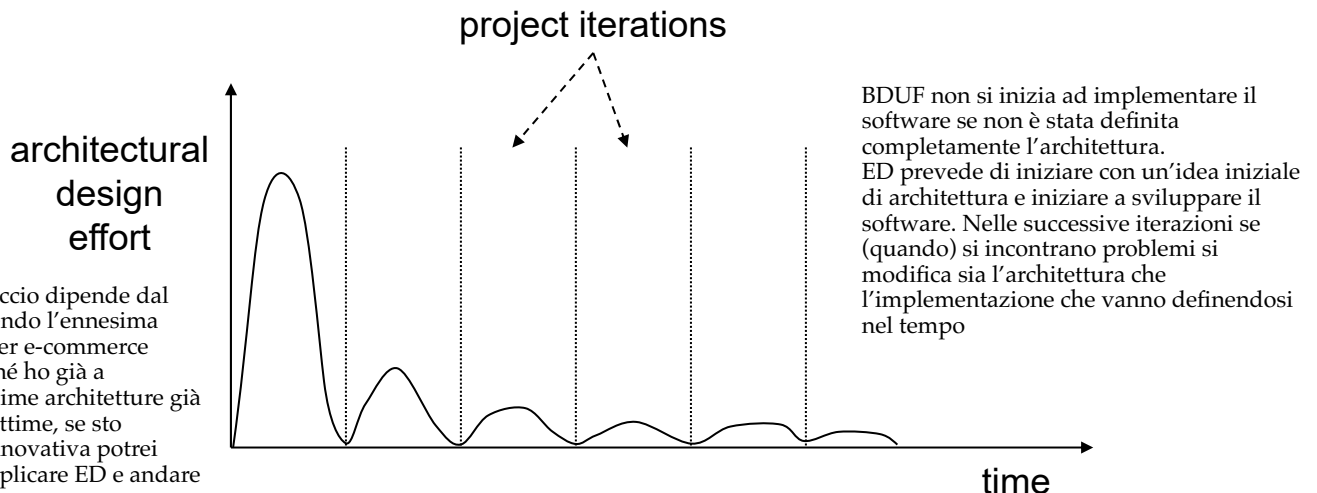 project iterations
architectural
design
effort
BDUF non si inizia ad implementare il
software se non è stata definita
completamente l'architettura.
ED prevede di iniziare con un'idea iniziale
di architettura e iniziare a sviluppare il
software. Nelle successive iterazioni se
(quando) si incontrano problemi si
modifica sia l'architettura che
l'implementazione che vanno definendosi
nel tempo
dipende dal
l'ennesima
e-commerce
ho già a
architetture già
se sto
potrei
ED e andare
time